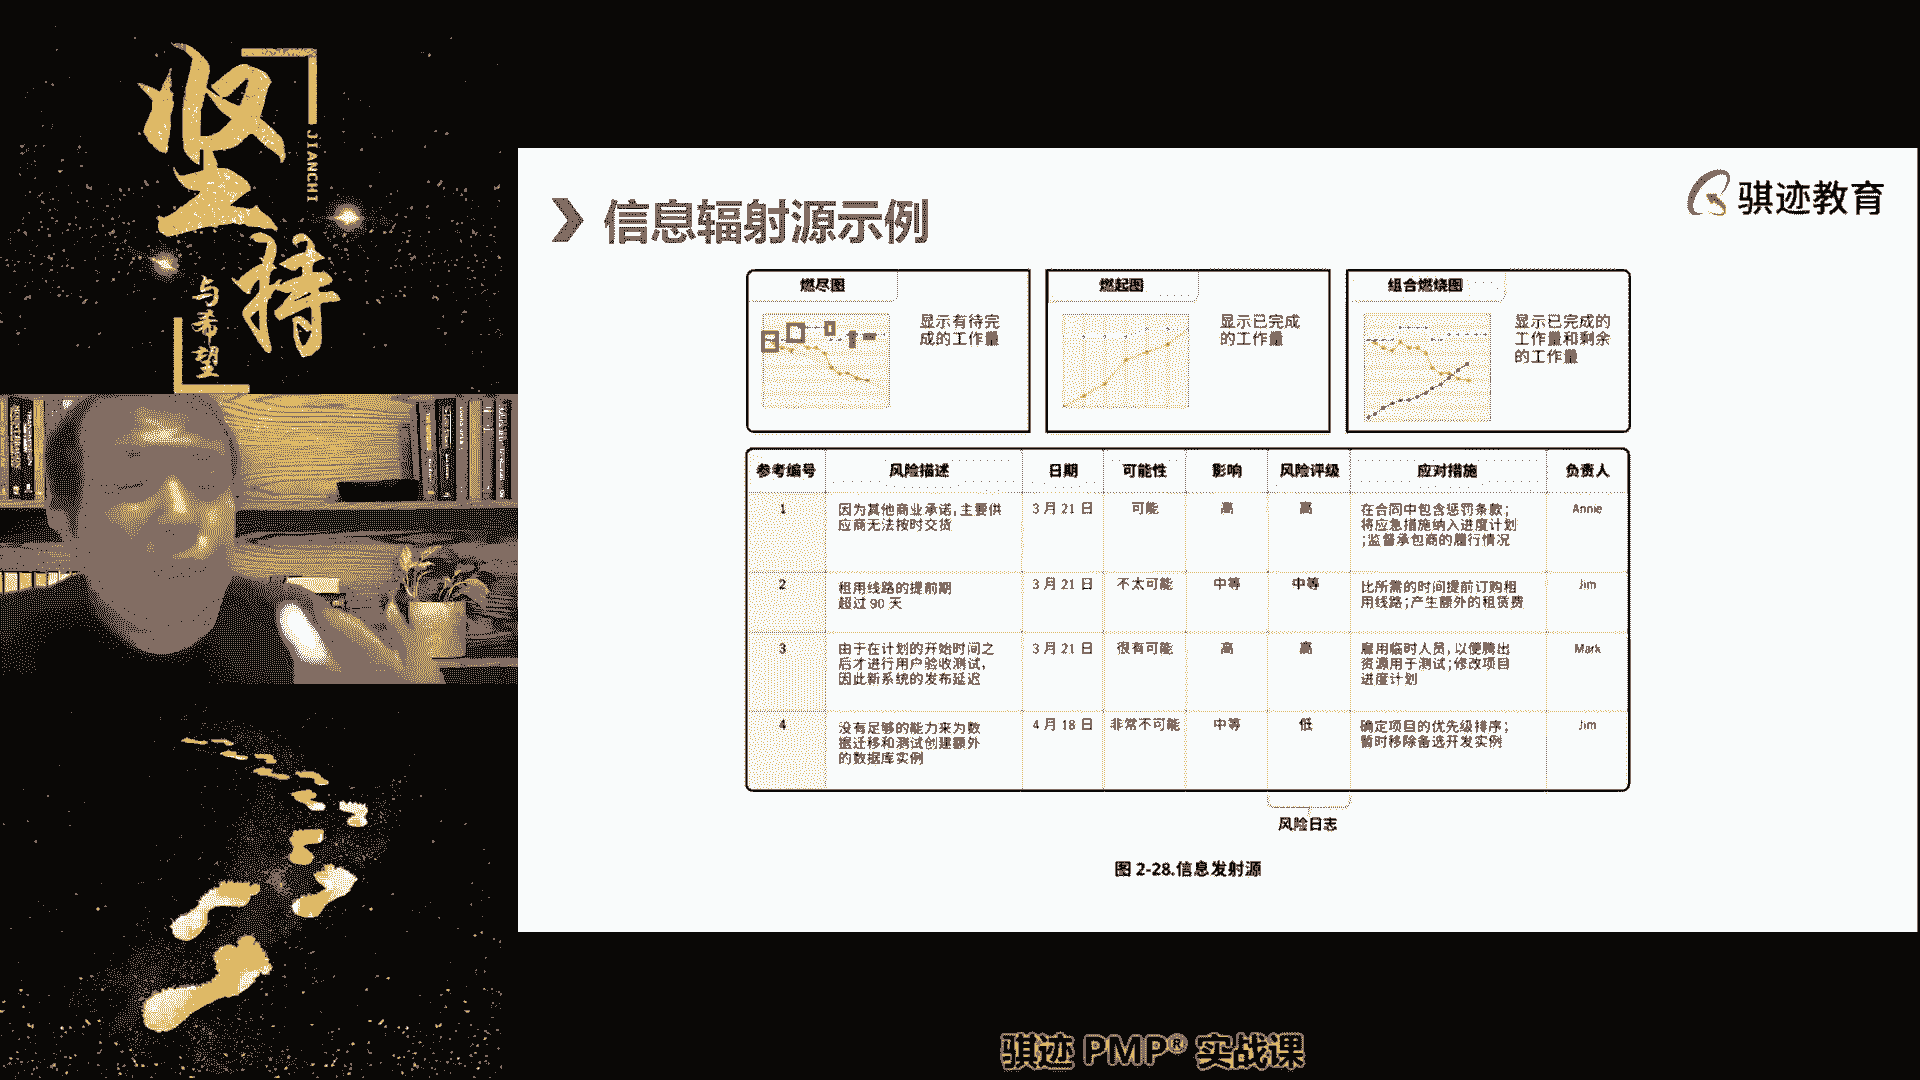 坚持
JIANCHI
与希望
骐迹教育
信息辐射源示例
燃尽图
显示有待完
成的工作量
燃起图
显示已完成
的工作量
组合燃烧图
显示已完成的
工作量和剩余
的工作量
参考编号 风险描述 日期 可能性 影响 风险评级 应对措施 负责人
1 因为其他商业承诺,主要供 3 月 21 日 可能 高 高 在合同中包含惩罚条款; Annie
应商无法按时交货 将应急措施纳入进度计划
;监督承包商的履行情况
2 租用线路的提前期 3 月 21 日 不太可能 中等 中等 比所需的时间提前订购租 Jim
超过 90 天 用线路;产生额外的租赁费
3 由于在计划的开始时间之 3 月 21 日 很有可能 高 高 雇用临时人员,以便腾出 Mark
后才进行用户验收测试, 资源用于测试;修改项目
因此新系统的发布延迟 进度计划
4 没有足够的能力来为数 4 月 18 日 非常不可能 中等 低 确定项目的优先级排序; Jim
据迁移和测试创建额外 暂时移除备选开发实例
的数据库实例
风险日志
图 2-28.信息发射源
骐迹 PMP® 实战课